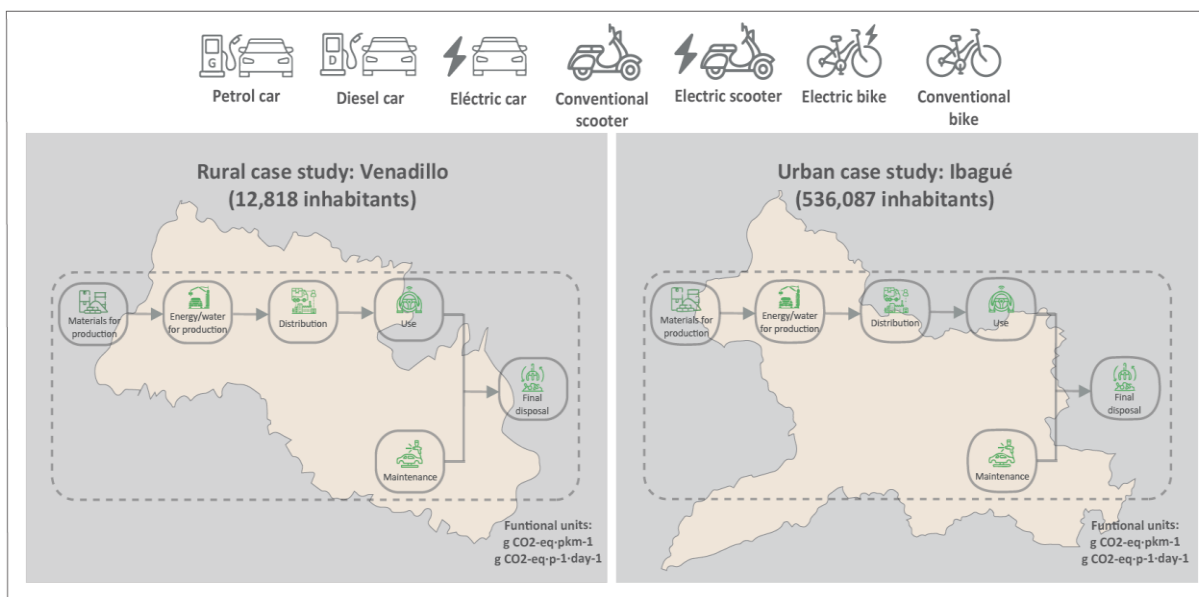 G
D
Petrol car
Diesel car
Eléctric car
Conventional
scooter
Electric scooter
Electric bike
Conventional
bike
Rural case study: Venadillo
(12,818 inhabitants)
Materials for
production
Energy/water
for production
Distribution
Use
Final
disposal
Maintenance
Funtional units:
g CO2-eq·pkm-1
g CO2-eq·p-1·day-1
Urban case study: Ibagué
(536,087 inhabitants)
Materials for
production
Energy/water
for production
Distribution
Use
Final
disposal
Maintenance
Funtional units:
g CO2-eq·pkm-1
g CO2-eq·p-1·day-1